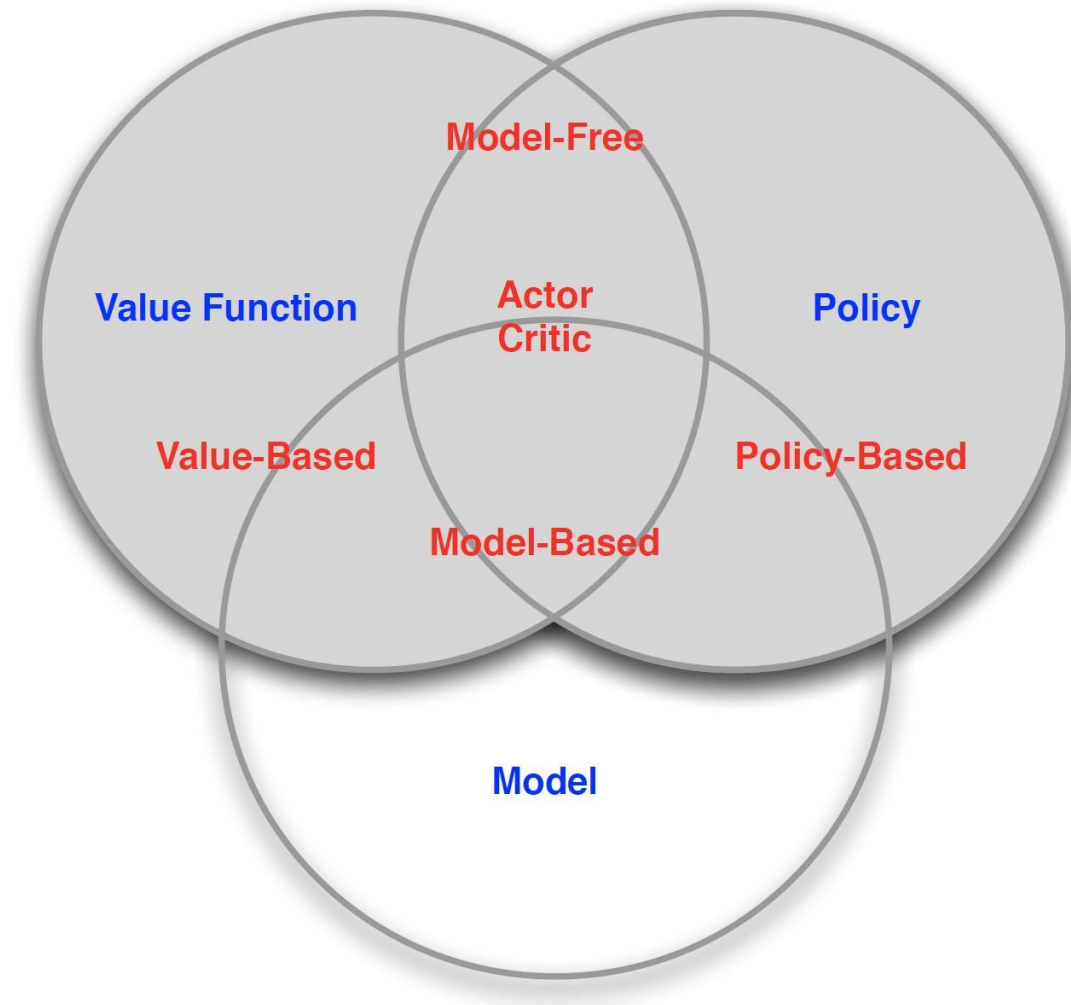 Model-Free
Actor
Critic
Value Function
Policy
Value-Based
Policy-Based
Model-Based
Model